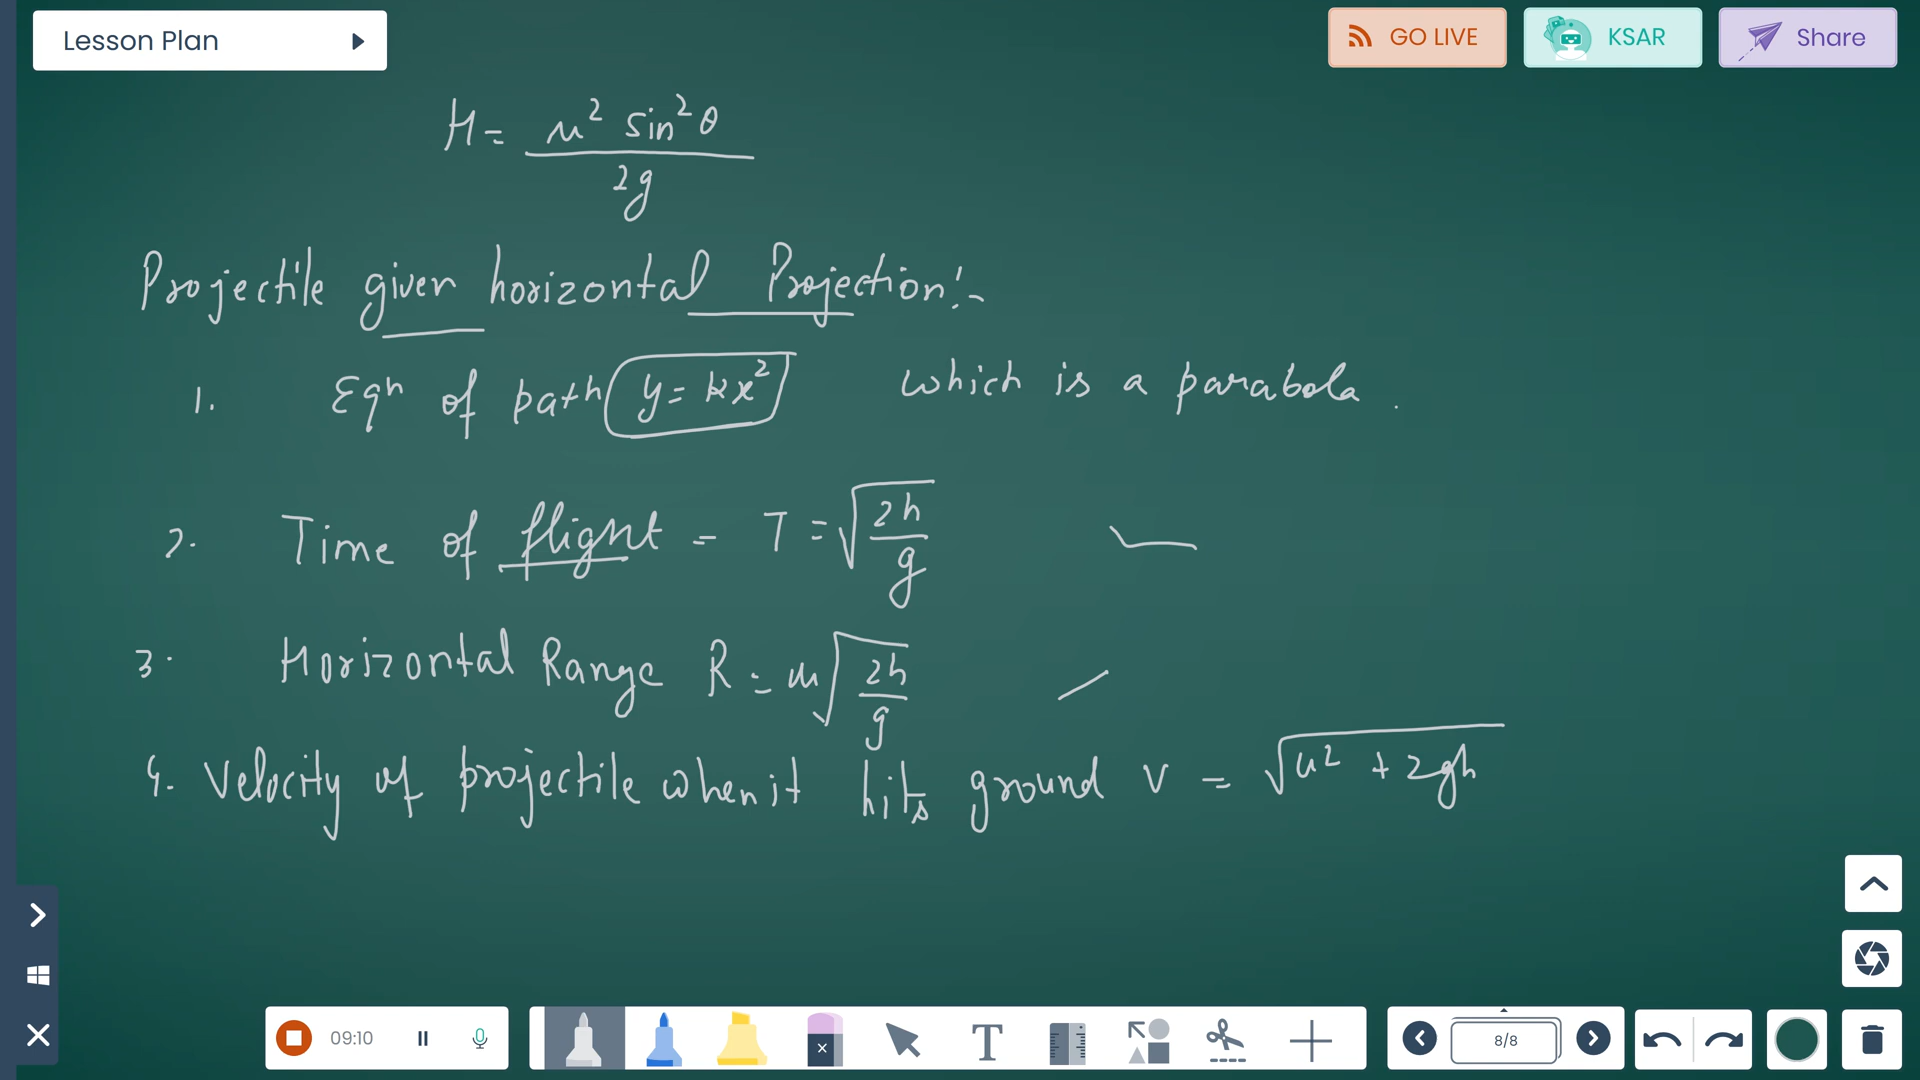 Lesson Plan
GO LIVE
KSAR
Share
H = u² sin²θ / 2g
Projectile given horizontal Projection:-
1. Eqⁿ of path y = kx² which is a parabola.
2. Time of flight = T = √(2h/g)
3. Horizontal Range R = u√(2h/g)
4. Velocity of projectile when it hits ground v = √(u² + 2gh)
09:10
T
8/8